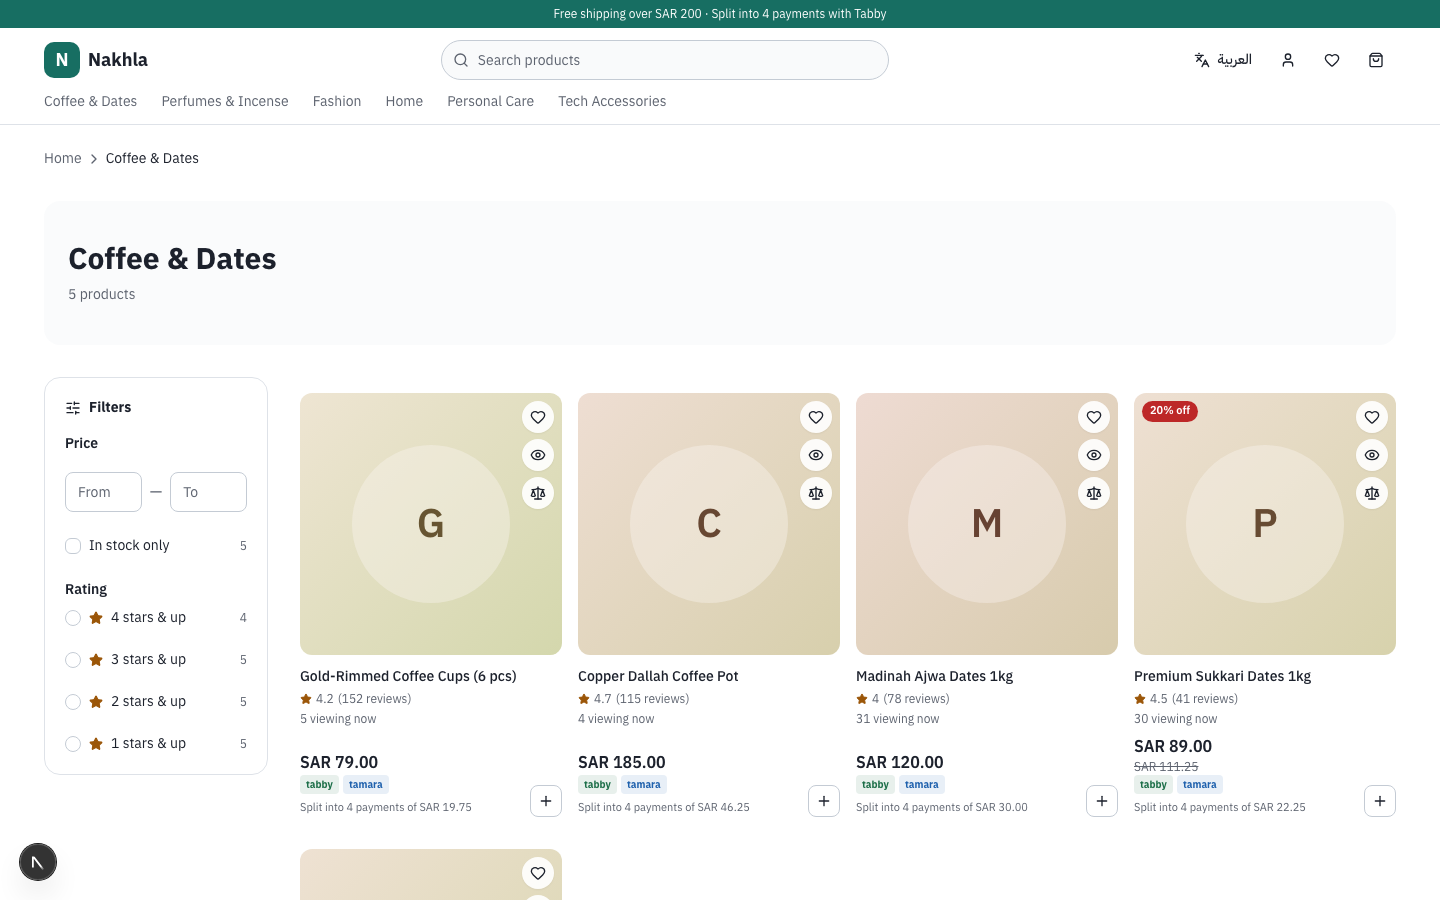 Free shipping over SAR 200 · Split into 4 payments with Tabby
N Nakhla
Search products
العربية
Coffee & Dates Perfumes & Incense Fashion Home Personal Care Tech Accessories
Home Coffee & Dates
Coffee & Dates
5 products
Filters
Price
From — To
In stock only 5
Rating
4 stars & up 4
3 stars & up 5
2 stars & up 5
1 stars & up 5
G
Gold-Rimmed Coffee Cups (6 pcs)
4.2 (152 reviews)
5 viewing now
SAR 79.00
tabby tamara
Split into 4 payments of SAR 19.75
C
Copper Dallah Coffee Pot
4.7 (115 reviews)
4 viewing now
SAR 185.00
tabby tamara
Split into 4 payments of SAR 46.25
M
Madinah Ajwa Dates 1kg
4 (78 reviews)
31 viewing now
SAR 120.00
tabby tamara
Split into 4 payments of SAR 30.00
20% off
P
Premium Sukkari Dates 1kg
4.5 (41 reviews)
30 viewing now
SAR 89.00
SAR 111.25
tabby tamara
Split into 4 payments of SAR 22.25